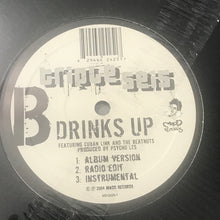 triple seis
B DRINKS UP
FEATURING CUBAN LINK AND THE BEATNUTS
PRODUCED BY PSYCHO LES
1. ALBUM VERSION
2. RADIO EDIT
3. INSTRUMENTAL
© ℗ 2004 MAKOS RECORDS